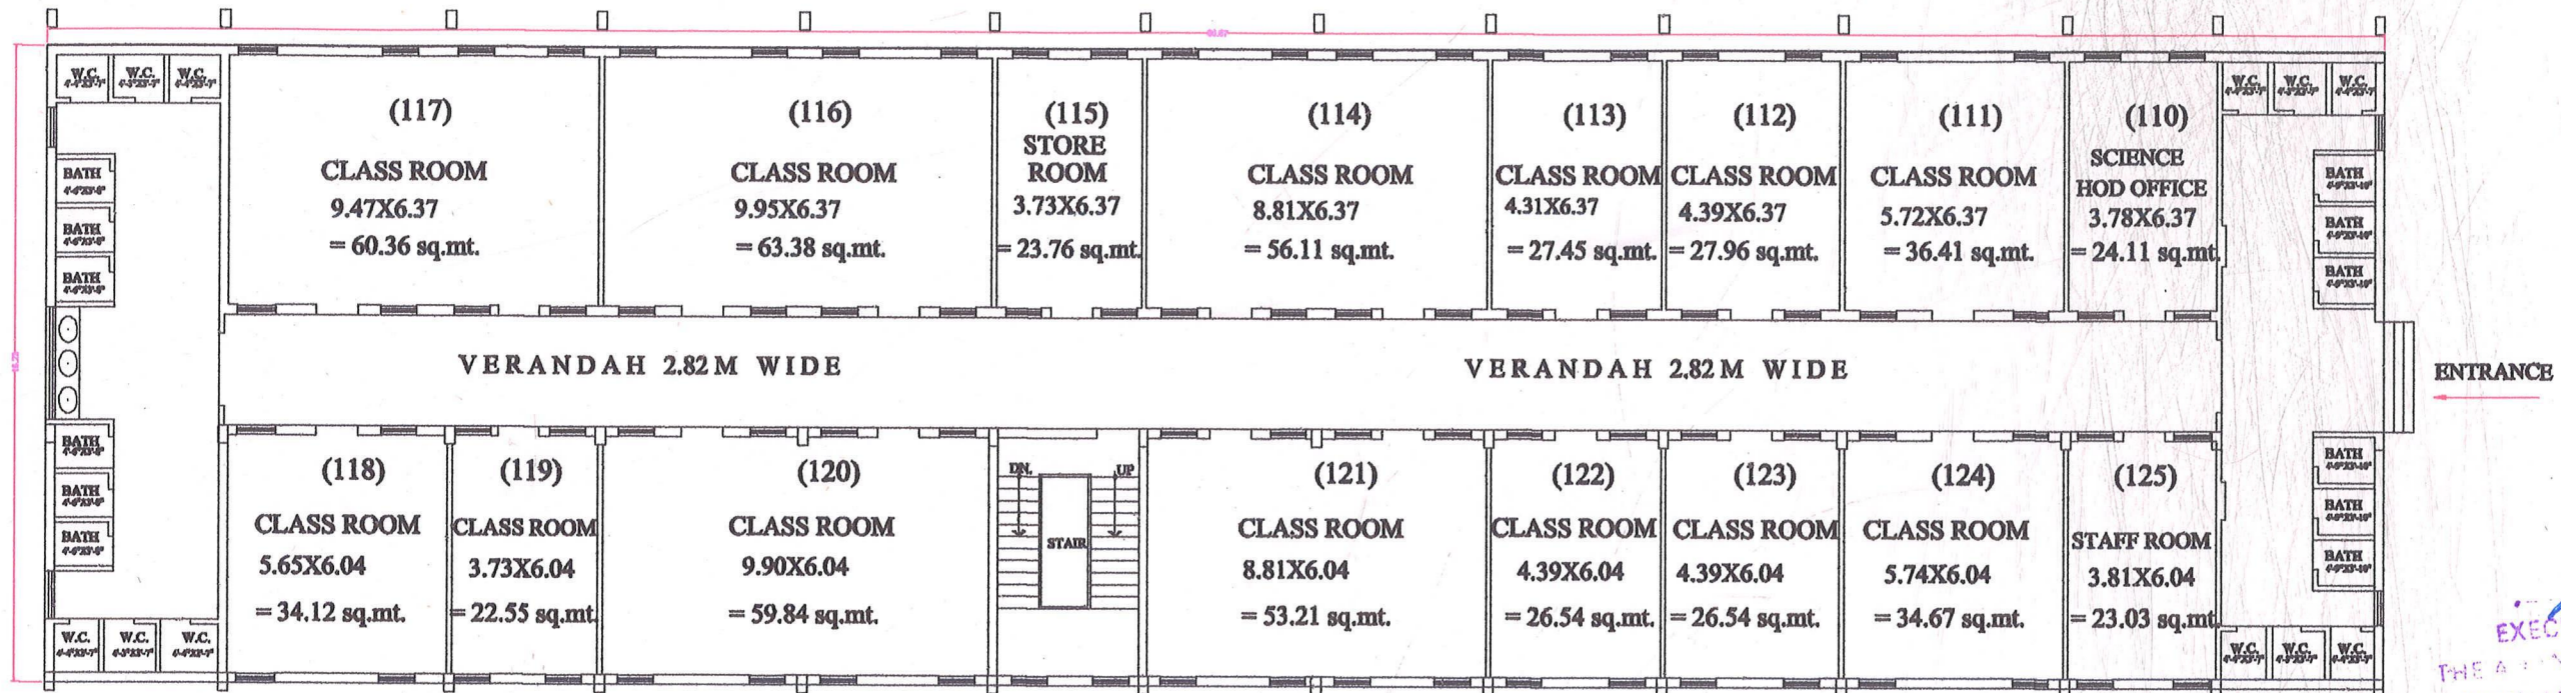 W.C.
W.C.
W.C.
(117)
CLASS ROOM
9.47X6.37
= 60.36 sq.mt.
(116)
CLASS ROOM
9.95X6.37
= 63.38 sq.mt.
(115)
STORE
ROOM
3.73X6.37
= 23.76 sq.mt.
(114)
CLASS ROOM
8.81X6.37
= 56.11 sq.mt.
(113)
CLASS ROOM
4.31X6.37
= 27.45 sq.mt.
(112)
CLASS ROOM
4.39X6.37
= 27.96 sq.mt.
(111)
CLASS ROOM
5.72X6.37
= 36.41 sq.mt.
(110)
SCIENCE
HOD OFFICE
3.78X6.37
= 24.11 sq.mt.
W.C.
W.C.
W.C.
BATH
BATH
BATH
BATH
BATH
BATH
VERANDAH 2.82M WIDE
VERANDAH 2.82M WIDE
ENTRANCE
BATH
BATH
BATH
(118)
CLASS ROOM
5.65X6.04
= 34.12 sq.mt.
(119)
CLASS ROOM
3.73X6.04
= 22.55 sq.mt.
(120)
CLASS ROOM
9.90X6.04
= 59.84 sq.mt.
DN.
UP
STAIR
(121)
CLASS ROOM
8.81X6.04
= 53.21 sq.mt.
(122)
CLASS ROOM
4.39X6.04
= 26.54 sq.mt.
(123)
CLASS ROOM
4.39X6.04
= 26.54 sq.mt.
(124)
CLASS ROOM
5.74X6.04
= 34.67 sq.mt.
(125)
STAFF ROOM
3.81X6.04
= 23.03 sq.mt.
BATH
BATH
BATH
W.C.
W.C.
W.C.
W.C.
W.C.
W.C.
EXEC
THE